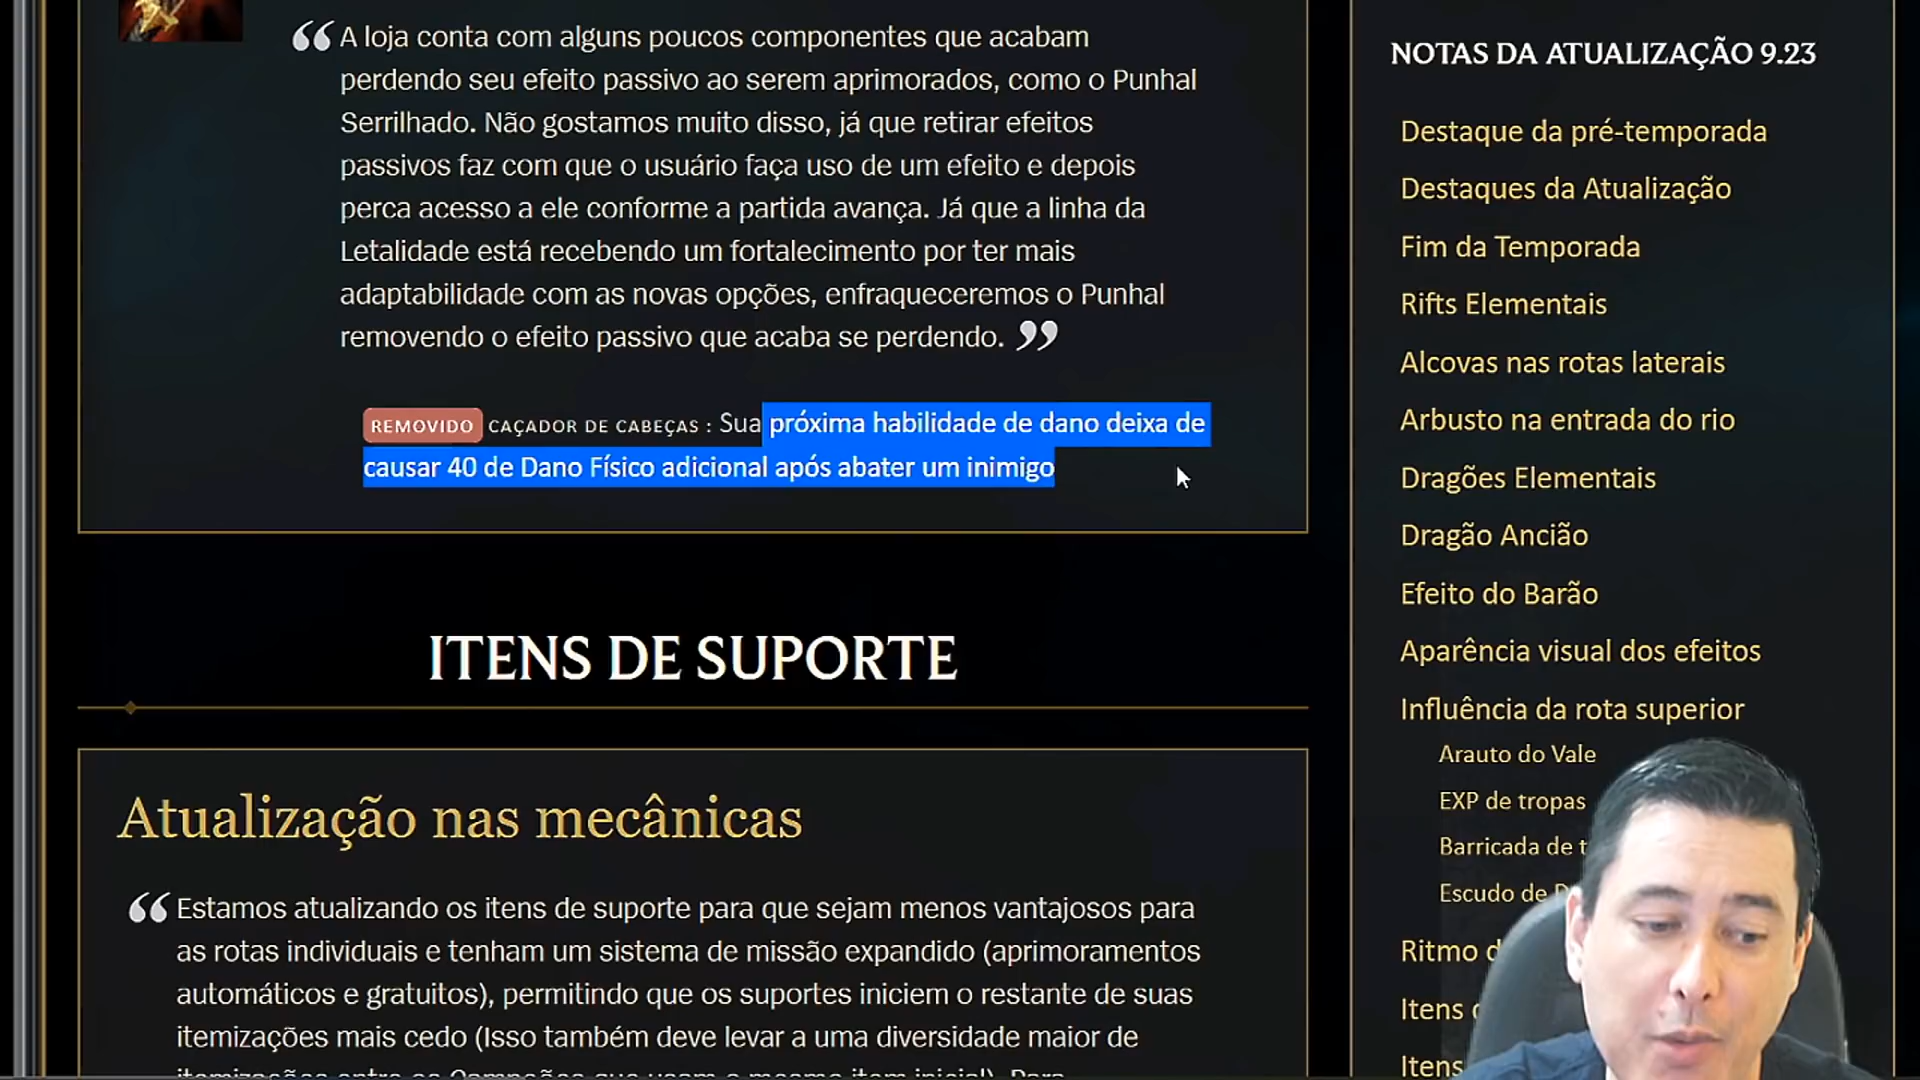 A loja conta com alguns poucos componentes que acabam
perdendo seu efeito passivo ao serem aprimorados, como o Punhal
Serrilhado. Não gostamos muito disso, já que retirar efeitos
passivos faz com que o usuário faça uso de um efeito e depois
perca acesso a ele conforme a partida avança. Já que a linha da
Letalidade está recebendo um fortalecimento por ter mais
adaptabilidade com as novas opções, enfraqueceremos o Punhal
removendo o efeito passivo que acaba se perdendo.
REMOVIDO CAÇADOR DE CABEÇAS : Sua próxima habilidade de dano deixa de
causar 40 de Dano Físico adicional após abater um inimigo
ITENS DE SUPORTE
Atualização nas mecânicas
Estamos atualizando os itens de suporte para que sejam menos vantajosos para
as rotas individuais e tenham um sistema de missão expandido (aprimoramentos
automáticos e gratuitos), permitindo que os suportes iniciem o restante de suas
itemizações mais cedo (Isso também deve levar a uma diversidade maior de
NOTAS DA ATUALIZAÇÃO 9.23
Destaque da pré-temporada
Destaques da Atualização
Fim da Temporada
Rifts Elementais
Alcovas nas rotas laterais
Arbusto na entrada do rio
Dragões Elementais
Dragão Ancião
Efeito do Barão
Aparência visual dos efeitos
Influência da rota superior
Arauto do Vale
EXP de tropas
Barricada de t
Escudo de
Ritmo
Itens
Itens